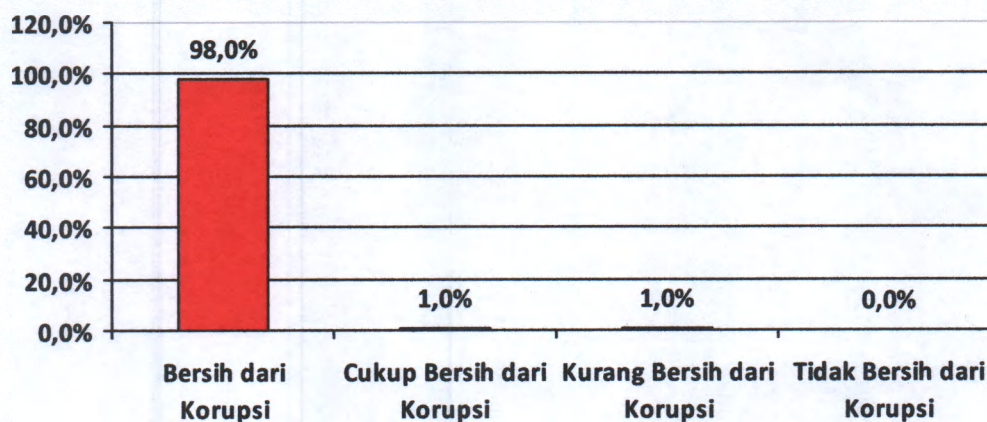 120,0%
98,0%
100,0%
80,0%
60,0%
40,0%
20,0%
1,0% 1,0% 0,0%
0,0%
Bersih dari Cukup Bersih dari Kurang Bersih dari Tidak Bersih dari
Korupsi Korupsi Korupsi Korupsi